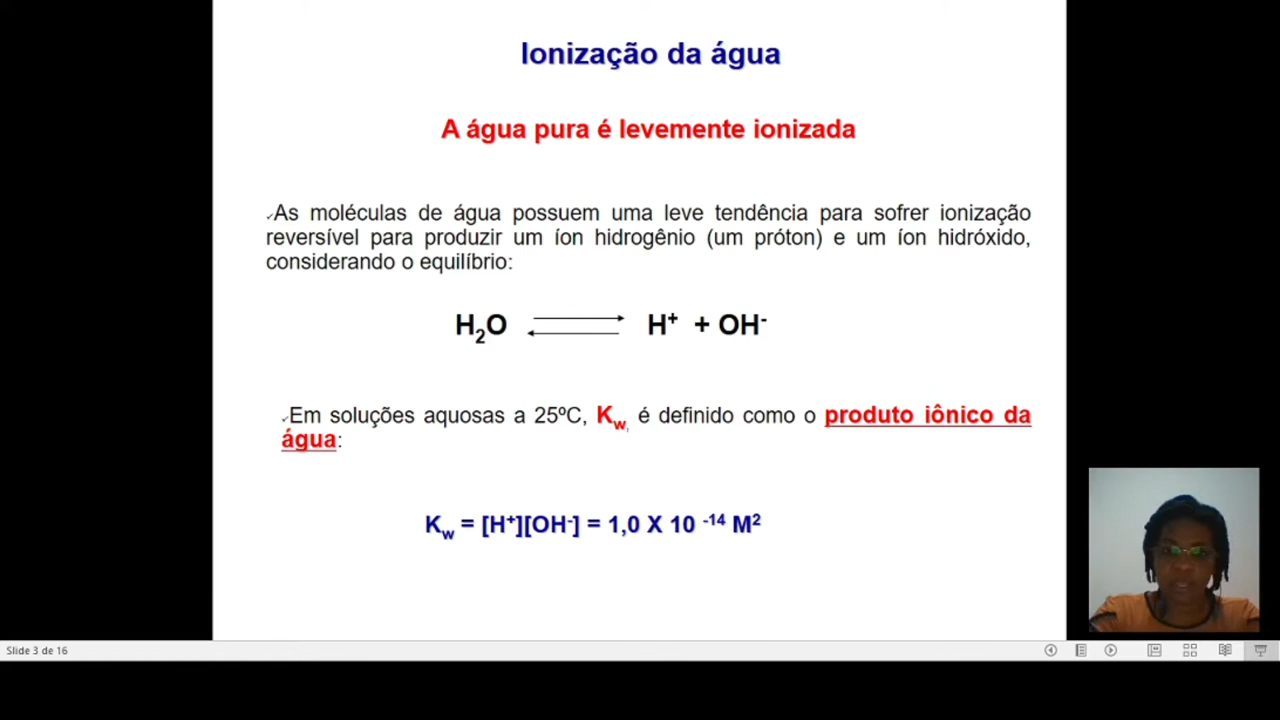 Ionização da água
A água pura é levemente ionizada
✓As moléculas de água possuem uma leve tendência para sofrer ionização
reversível para produzir um íon hidrogênio (um próton) e um íon hidróxido,
considerando o equilíbrio:
H₂O ⇌ H⁺ + OH⁻
✓Em soluções aquosas a 25ºC, Kw, é definido como o produto iônico da
água:
Kw = [H⁺][OH⁻] = 1,0 X 10 ⁻¹⁴ M²
Slide 3 de 16